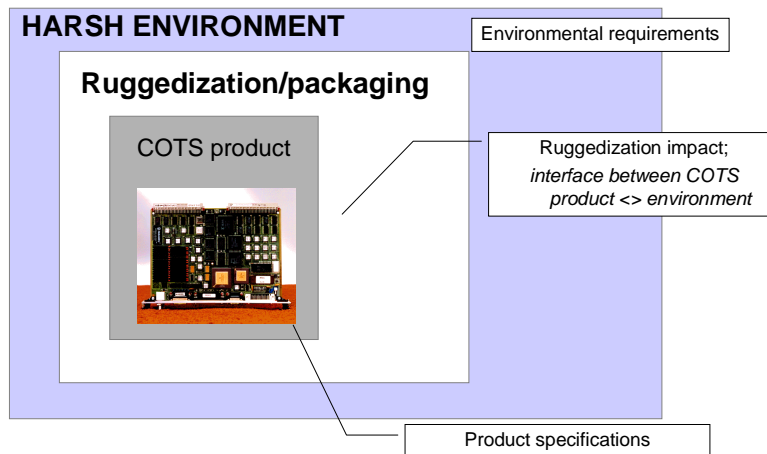 HARSH ENVIRONMENT
Environmental requirements
Ruggedization/packaging
COTS product
Ruggedization impact;
interface between COTS
product <> environment
Product specifications